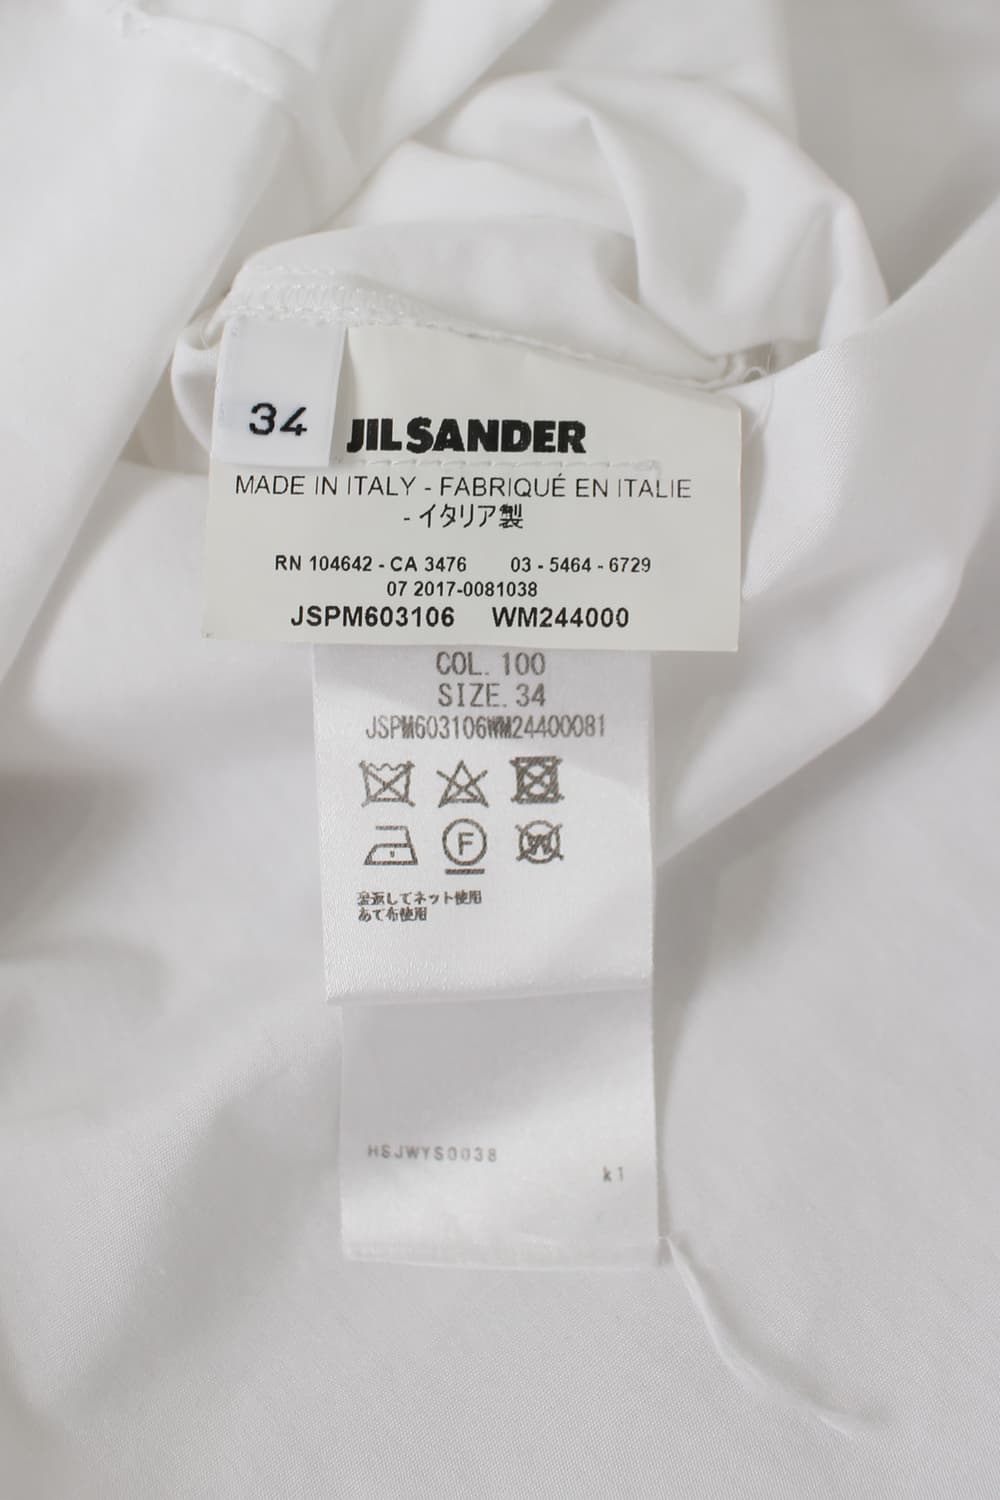 34
JIL SANDER
MADE IN ITALY - FABRIQUÉ EN ITALIE
- イタリア製
RN 104642 - CA 3476 03 - 5464 - 6729
07 2017-0081038
JSPM603106 WM244000
COL. 100
SIZE. 34
JSPM603106WM24400081
F
W
裏返してネット使用
あて布使用
HSJWYS0038
k1